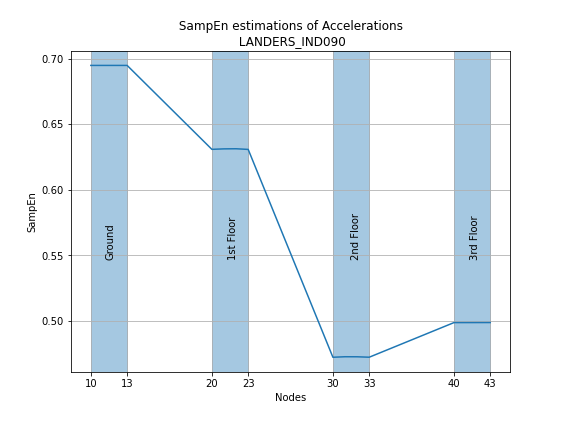 SampEn estimations of Accelerations
LANDERS_IND090
0.70
0.65
0.60
0.55
0.50
SampEn
Ground
1st Floor
2nd Floor
3rd Floor
10 13 20 23 30 33 40 43
Nodes